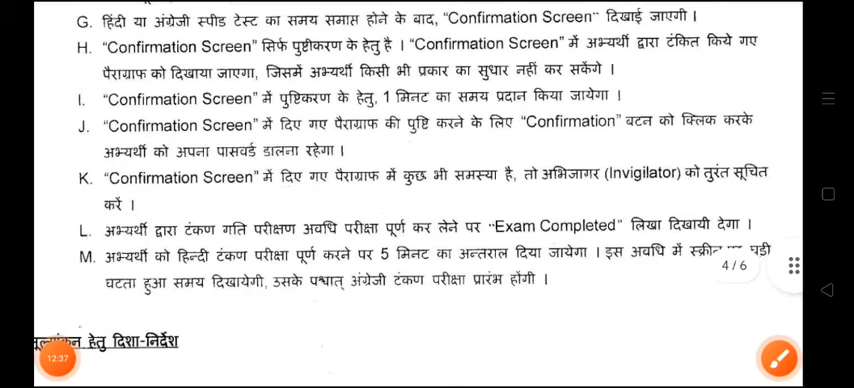 G. हिंदी या अंग्रेजी स्पीड टेस्ट का समय समाप्त होने के बाद, “Confirmation Screen¨ दिखाई जाएगी ।
H. “Confirmation Screen” सिर्फ पुष्टीकरण के हेतु है । “Confirmation Screen” में अभ्यर्थी द्वारा टंकित किये गए
पैराग्राफ को दिखाया जाएगा, जिसमें अभ्यर्थी किसी भी प्रकार का सुधार नहीं कर सकेंगे ।
I. “Confirmation Screen” में पुष्टिकरण के हेतु, 1 मिनट का समय प्रदान किया जायेगा ।
J. “Confirmation Screen” में दिए गए पैराग्राफ की पुष्टि करने के लिए “Confirmation” बटन को क्लिक करके
अभ्यर्थी को अपना पासवर्ड डालना रहेगा ।
K. “Confirmation Screen” में दिए गए पैराग्राफ में कुछ भी समस्या है, तो अभिजागर (Invigilator) को तुरंत सूचित
करें ।
L. अभ्यर्थी द्वारा टंकण गति परीक्षण अवधि परीक्षा पूर्ण कर लेने पर “Exam Completed” लिखा दिखायी देगा ।
M. अभ्यर्थी को हिन्दी टंकण परीक्षा पूर्ण करने पर 5 मिनट का अन्तराल दिया जायेगा । इस अवधि में घड़ी
4/6
घटता हुआ समय दिखायेगी, उसके पश्चात् अंग्रेजी टंकण परीक्षा प्रारंभ होंगी ।
हेतु दिशा-निर्देश
12:37